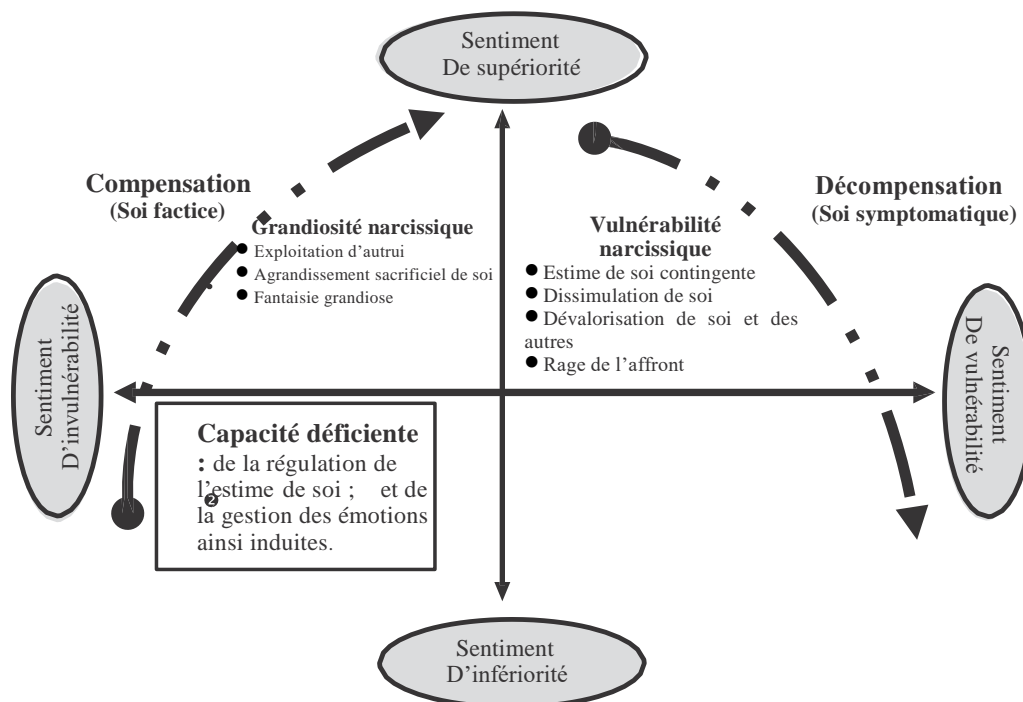 Sentiment
De supériorité
Compensation
(Soi factice)
Grandiosité narcissique
● Exploitation d'autrui
● Agrandissement sacrificiel de soi
● Fantaisie grandiose
Vulnérabilité
narcissique
● Estime de soi contingente
● Dissimulation de soi
● Dévalorisation de soi et des
autres
● Rage de l'affront
Décompensation
(Soi symptomatique)
Sentiment
D'invulnérabilité
Sentiment
De vulnérabilité
Capacité déficiente
: de la régulation de
l'estime de soi ; et de
❷
la gestion des émotions
ainsi induites.
Sentiment
D'infériorité